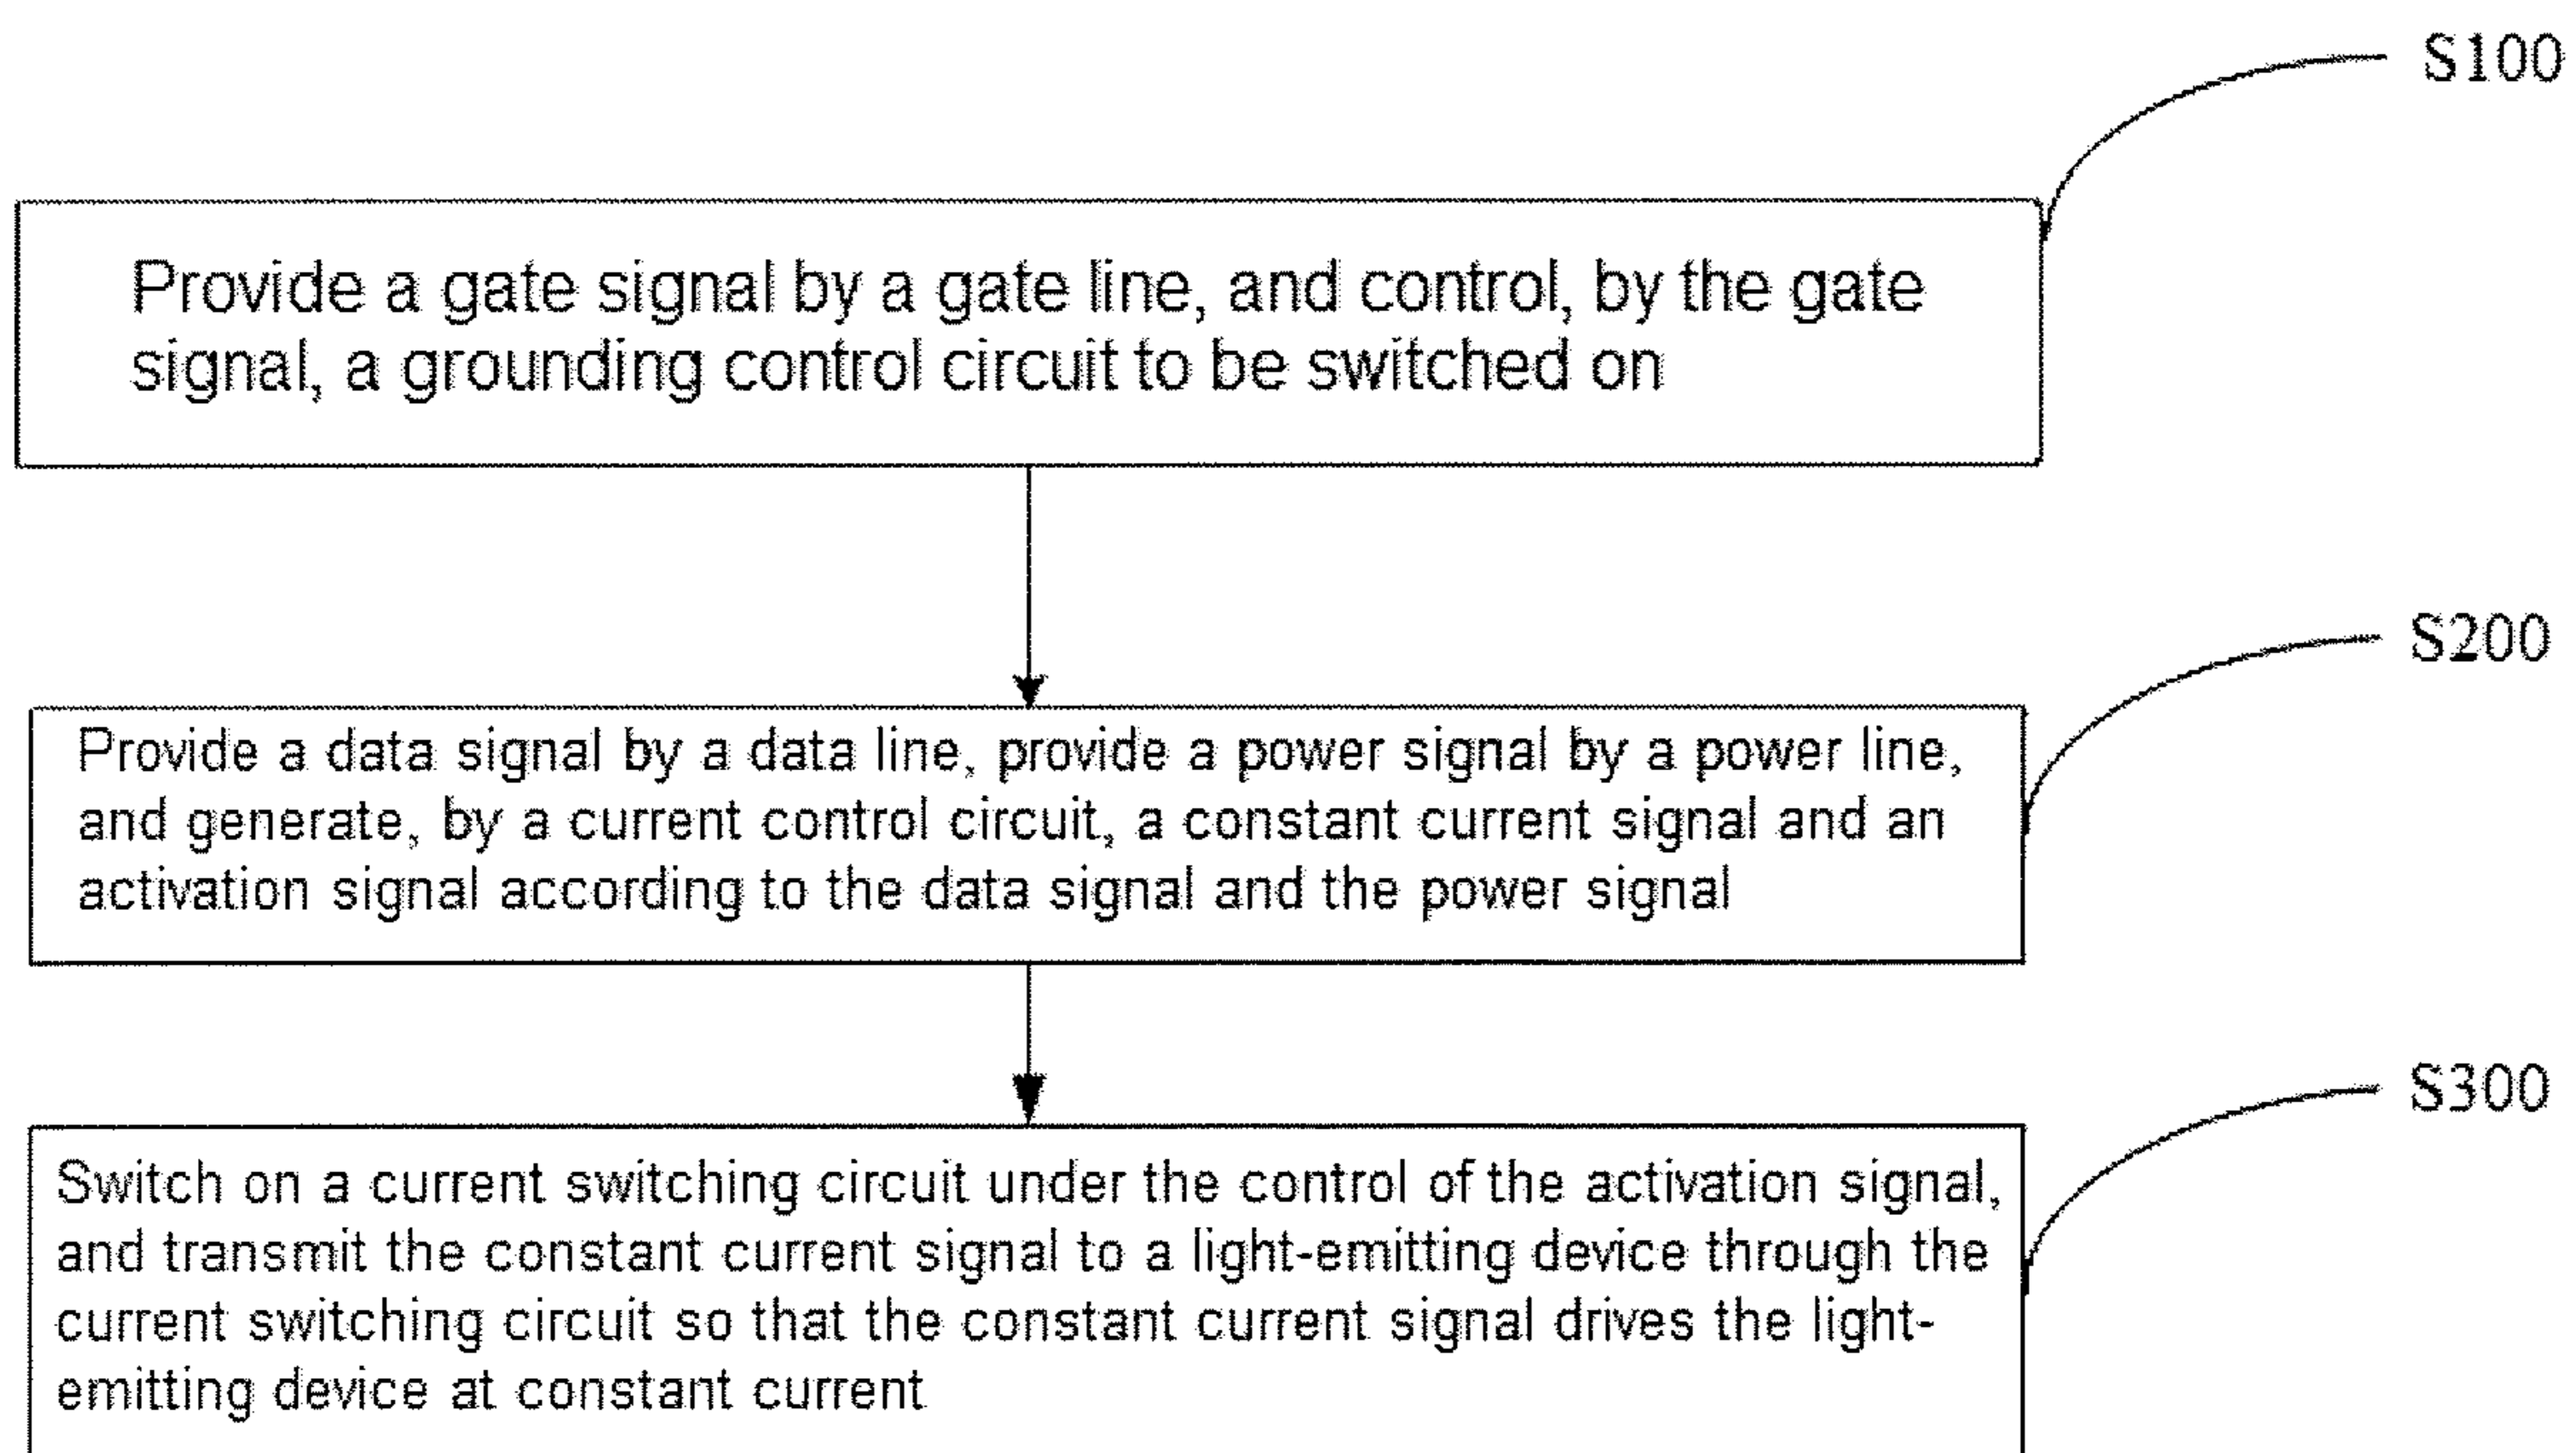 S100
Provide a gate signal by a gate line, and control, by the gate
signal, a grounding control circuit to be switched on
S200
Provide a data signal by a data line, provide a power signal by a power line,
and generate, by a current control circuit, a constant current signal and an
activation signal according to the data signal and the power signal
S300
Switch on a current switching circuit under the control of the activation signal,
and transmit the constant current signal to a light-emitting device through the
current switching circuit so that the constant current signal drives the light-
emitting device at constant current